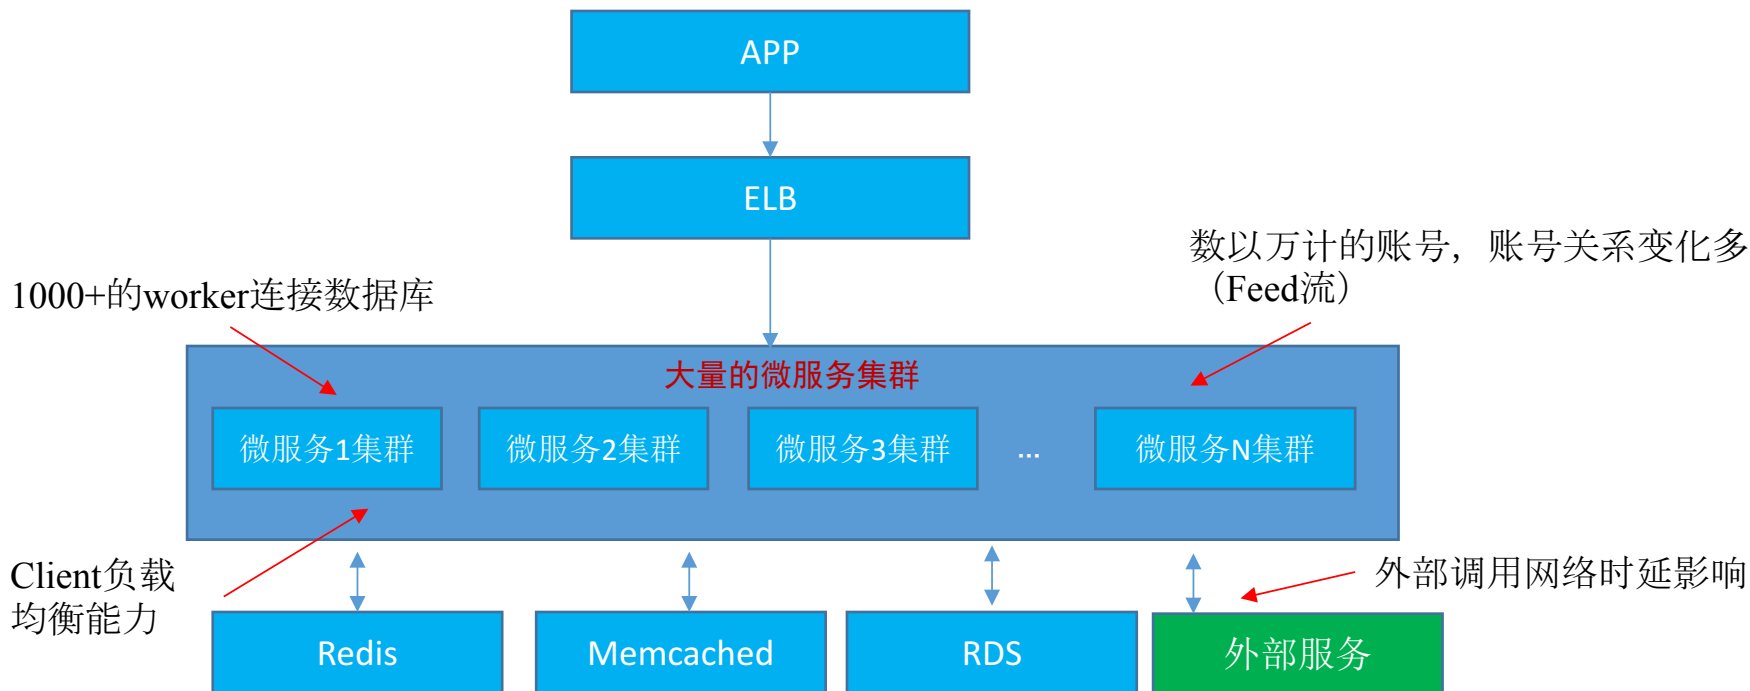 APP
ELB
数以万计的账号，账号关系变化多
（Feed流）
1000+的worker连接数据库
大量的微服务集群
微服务1集群
微服务2集群
微服务3集群
...
微服务N集群
Client负载
均衡能力
外部调用网络时延影响
Redis
Memcached
RDS
外部服务